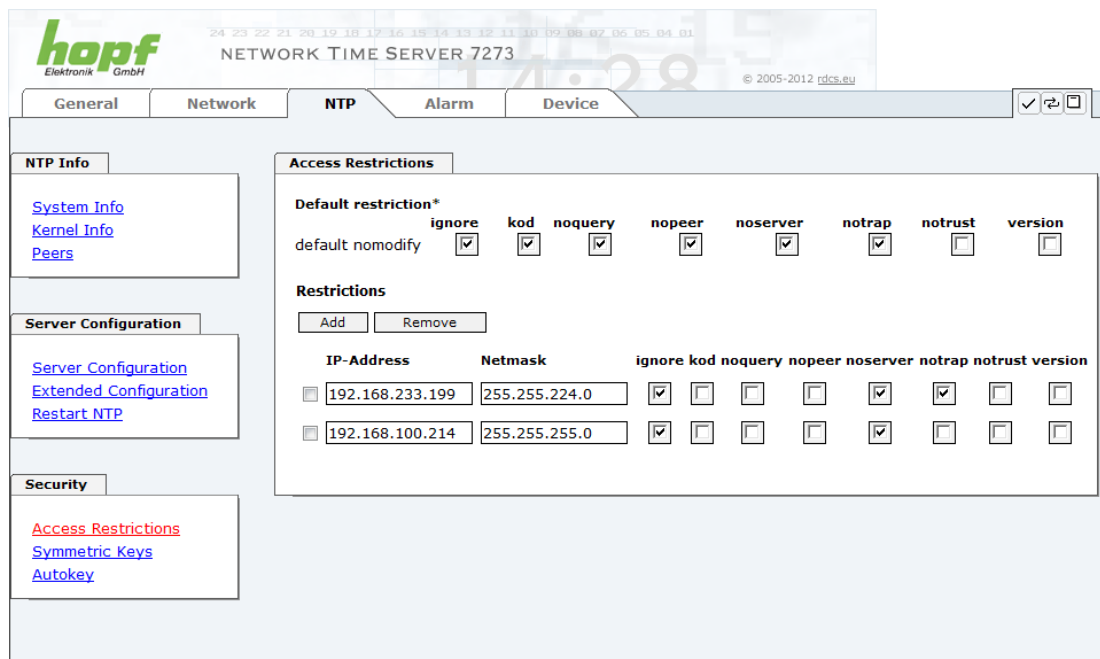 hopf
Elektronik GmbH
24 23 22 21 20 19 18 17 16 15 14 13 12 11 10 09 08 07 06 05 04 01
NETWORK TIME SERVER 7273
14:28
© 2005-2012 rdcs.eu
General Network NTP Alarm Device
NTP Info
System Info
Kernel Info
Peers
Server Configuration
Server Configuration
Extended Configuration
Restart NTP
Security
Access Restrictions
Symmetric Keys
Autokey
Access Restrictions
Default restriction*
ignore kod noquery nopeer noserver notrap notrust version
default nomodify
Restrictions
Add Remove
IP-Address Netmask ignore kod noquery nopeer noserver notrap notrust version
192.168.233.199 255.255.224.0
192.168.100.214 255.255.255.0